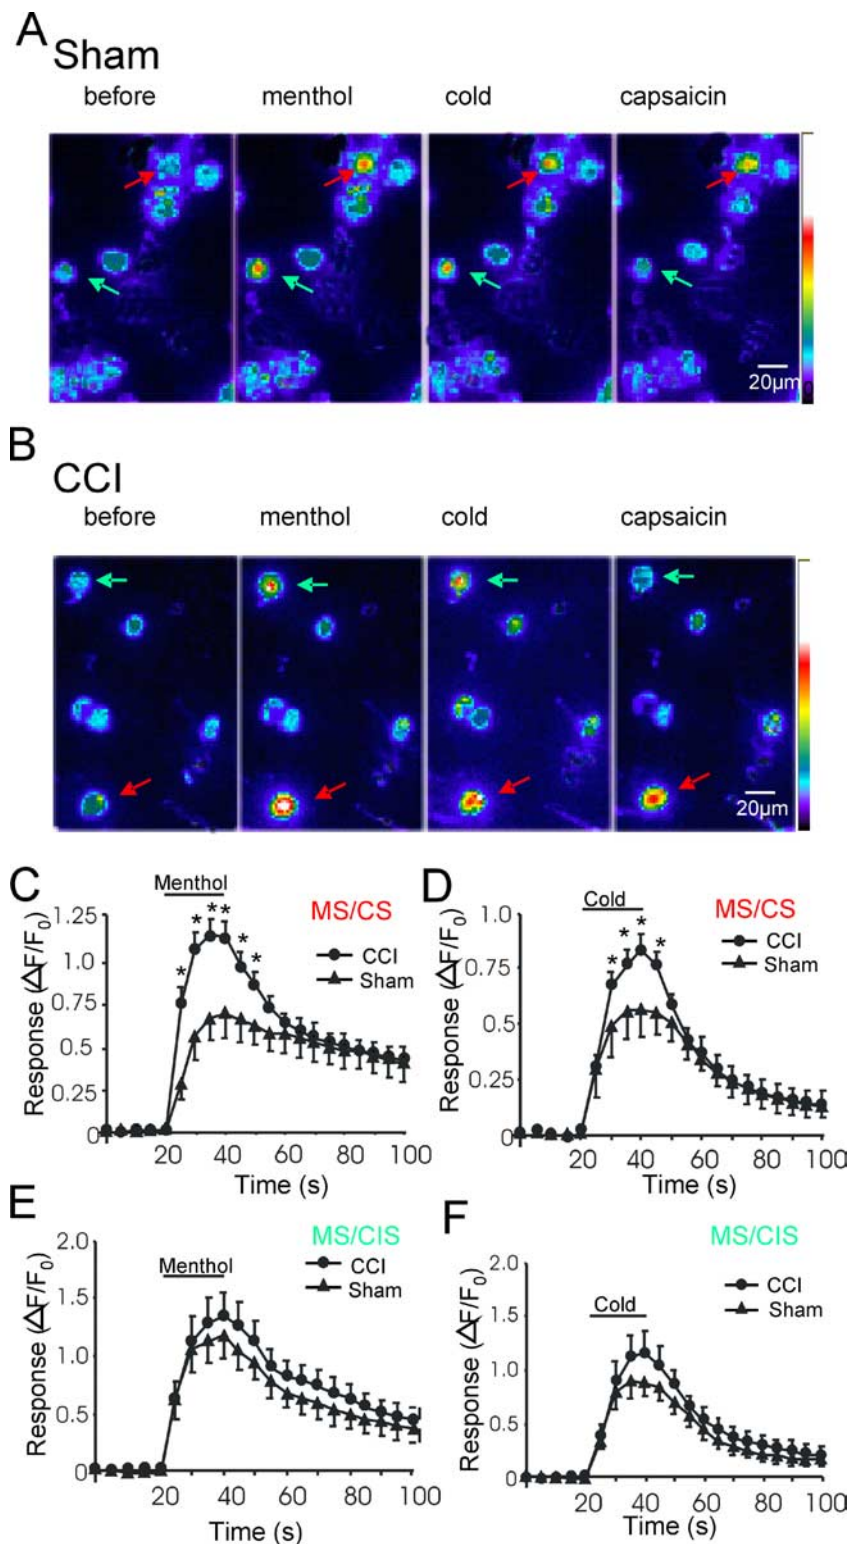 A
Sham
before menthol cold capsaicin
20µm
B
CCI
before menthol cold capsaicin
20µm
C
Menthol
MS/CS
CCI
Sham
Response (ΔF/F0)
1.25
1.0
0.75
0.5
0.25
0
20 40 60 80 100
Time (s)
* * * * * *
D
Cold
MS/CS
CCI
Sham
Response (ΔF/F0)
1.0
0.75
0.5
0.25
0
20 40 60 80 100
Time (s)
* * * *
E
Menthol
MS/CIS
CCI
Sham
Response (ΔF/F0)
2.0
1.5
1.0
0.5
0
20 40 60 80 100
Time (s)
F
Cold
MS/CIS
CCI
Sham
Response (ΔF/F0)
2.0
1.5
1.0
0.5
0
20 40 60 80 100
Time (s)